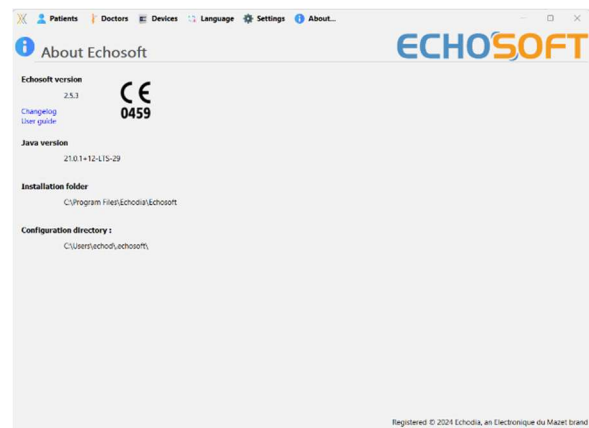 Patients Doctors Devices Language Settings About...
About Echosoft
ECHOSOFT
Echosoft version
2.5.3
CE
0459
Changelog
User guide
Java version
21.0.1+12-LTS-29
Installation folder
C:\Program Files\Echodia\Echosoft
Configuration directory :
C:\Users\echod\.echosoft\
Registered © 2024 Echodia, an Electronique du Mazet brand